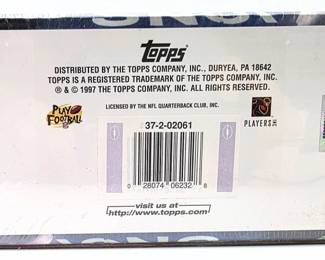 Topps
DISTRIBUTED BY THE TOPPS COMPANY, INC., DURYEA, PA 18642
TOPPS IS A REGISTERED TRADEMARK OF THE TOPPS COMPANY, INC.
® & © 1997 THE TOPPS COMPANY, INC. ALL RIGHTS RESERVED.
LICENSED BY THE NFL QUARTERBACK CLUB, INC.
PLAY
FOOTBALL
37-2-02061
PLAYERS INC
0 28074 06232 8
visit us at
http://www.topps.com